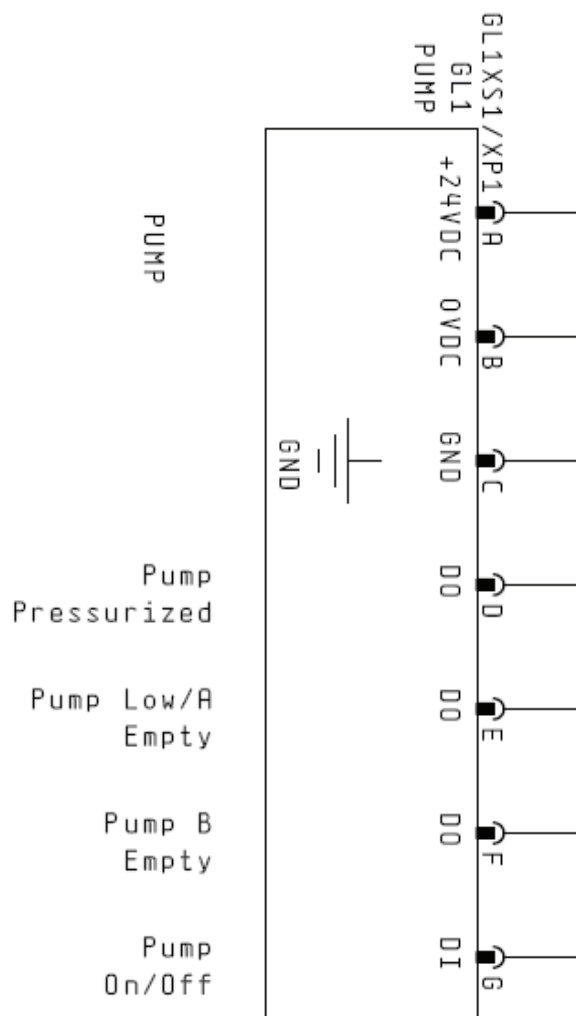 GL1XS1/XP1
GL1
PUMP
PUMP
+24VDC
A
0VDC
B
GND
GND
C
Pump
Pressurized
DO
D
Pump Low/A
Empty
DO
E
Pump B
Empty
DO
F
Pump
On/Off
DI
G